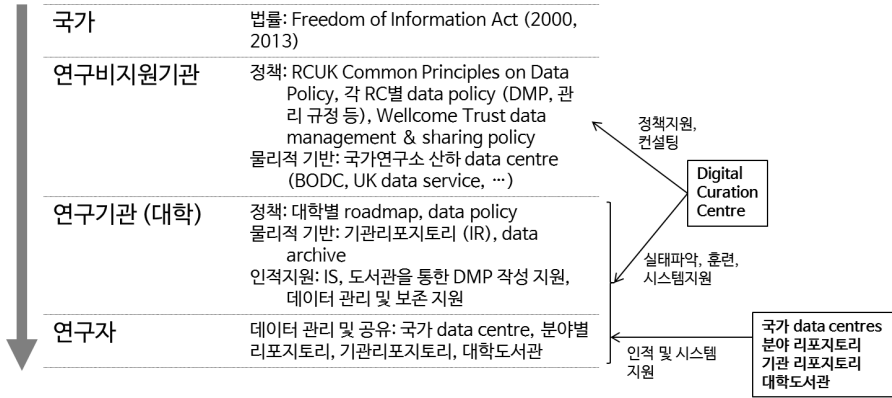 국가
법률: Freedom of Information Act (2000,
2013)
연구비지원기관
정책: RCUK Common Principles on Data
Policy, 각 RC별 data policy (DMP, 관
리 규정 등), Wellcome Trust data
management & sharing policy
물리적 기반: 국가연구소 산하 data centre
(BODC, UK data service, …)
연구기관 (대학)
정책: 대학별 roadmap, data policy
물리적 기반: 기관리포지토리 (IR), data
archive
인적지원: IS, 도서관을 통한 DMP 작성 지원,
데이터 관리 및 보존 지원
연구자
데이터 관리 및 공유: 국가 data centre, 분야별
리포지토리, 기관리포지토리, 대학도서관
정책지원,
컨설팅
Digital
Curation
Centre
실태파악, 훈련,
시스템지원
인적 및 시스템
지원
국가 data centres
분야 리포지토리
기관 리포지토리
대학도서관